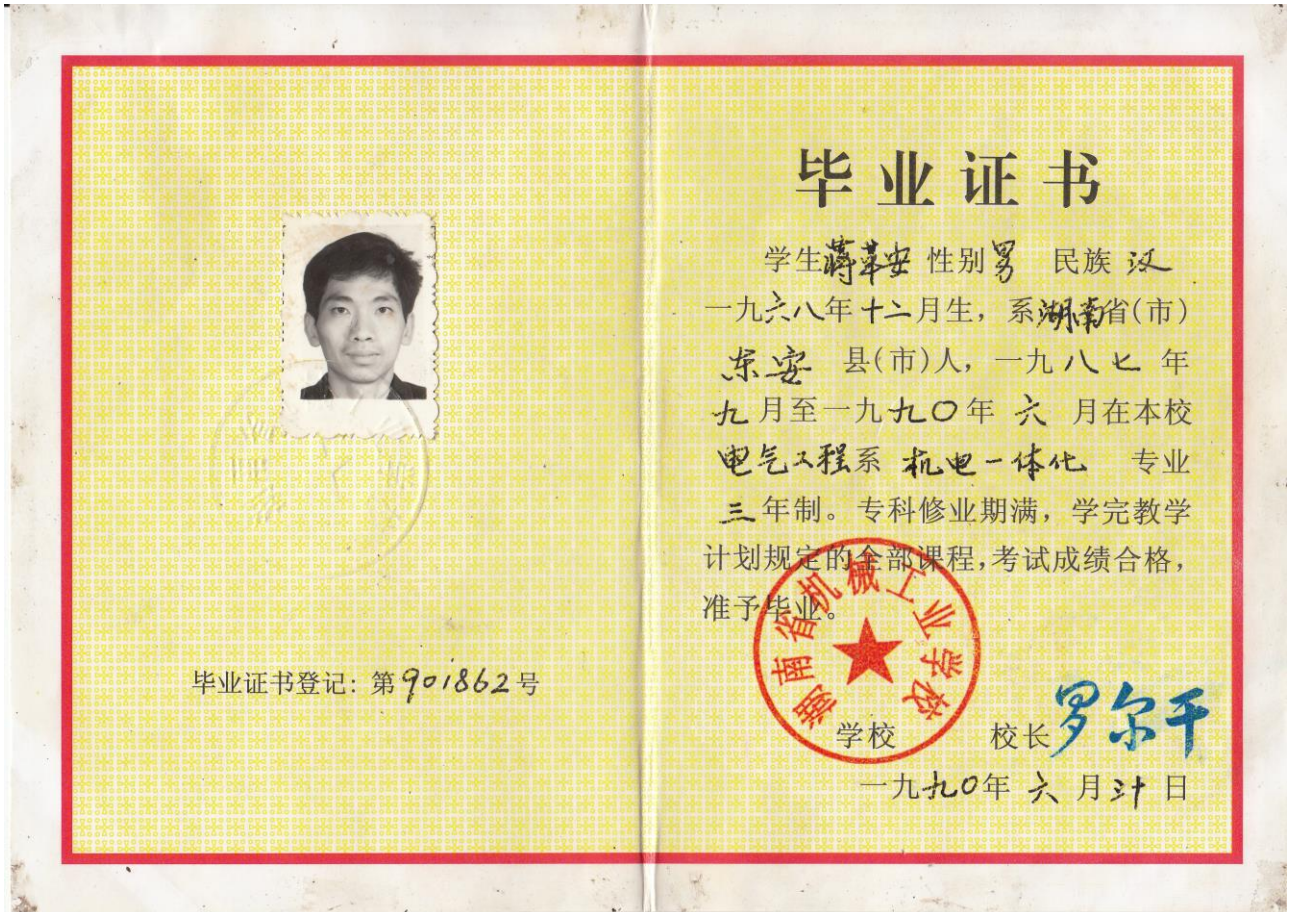 毕业证书登记：第901862号
毕业证书
学生蒋革安 性别男 民族汉
一九六八年十二月生，系湖南省(市)
东安 县(市)人，一九八七年
九月至一九九〇年六月在本校
电气工程系 机电一体化 专业
三年制。专科修业期满，学完教学
计划规定的全部课程，考试成绩合格，
准予毕业。
湖南省机械工业学校
学校 校长罗尔干
一九九〇年六月三十日